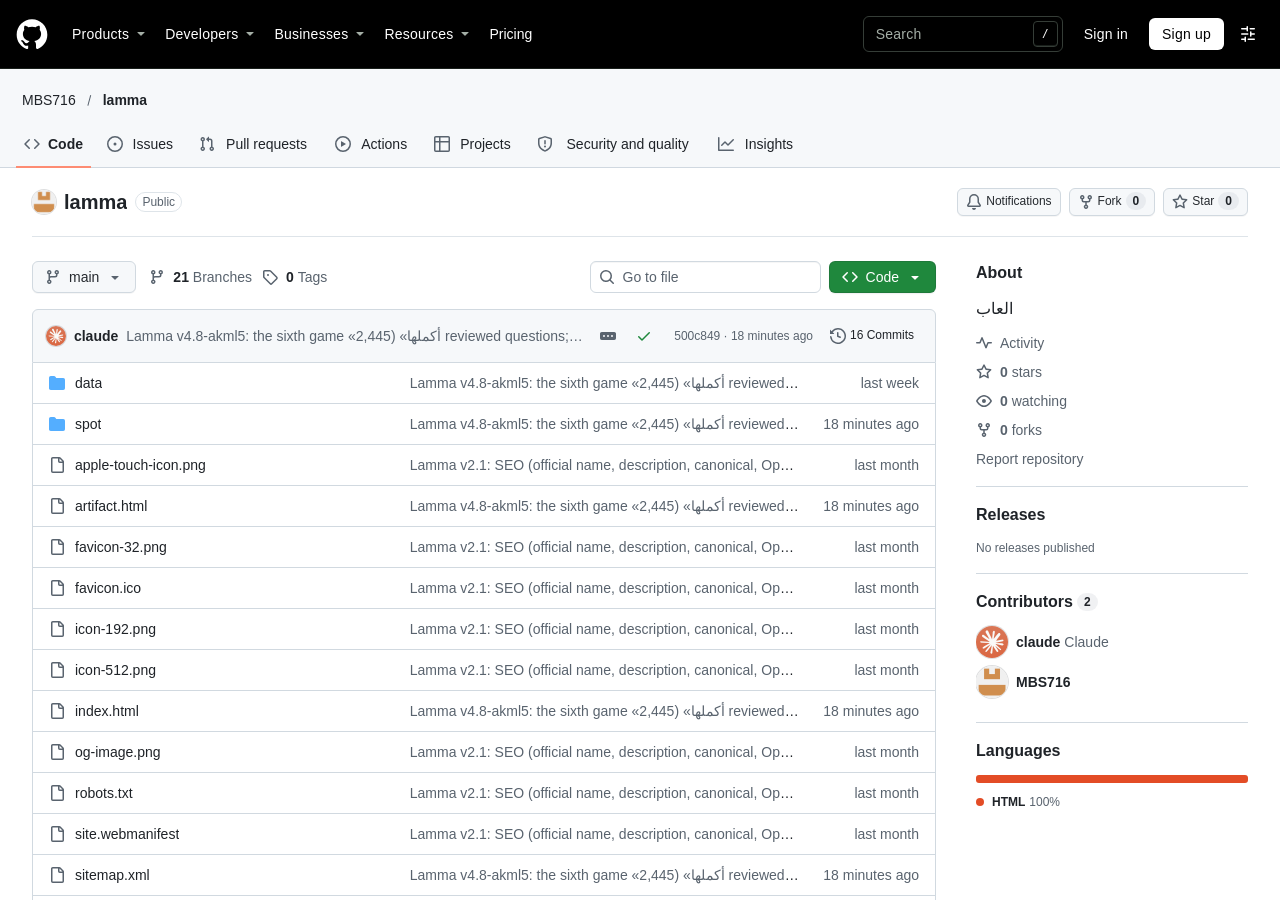 Products Developers Businesses Resources Pricing Search / Sign in Sign up
MBS716 / lamma
Code Issues Pull requests Actions Projects Security and quality Insights
lamma Public Notifications Fork 0 Star 0
main 21 Branches 0 Tags Go to file Code
claude Lamma v4.8-akml5: the sixth game «أكملها» (2,445 reviewed questions;… 500c849 · 18 minutes ago 16 Commits
data Lamma v4.8-akml5: the sixth game «أكملها» (2,445 reviewed… last week
spot Lamma v4.8-akml5: the sixth game «أكملها» (2,445 reviewed… 18 minutes ago
apple-touch-icon.png Lamma v2.1: SEO (official name, description, canonical, Op… last month
artifact.html Lamma v4.8-akml5: the sixth game «أكملها» (2,445 reviewed… 18 minutes ago
favicon-32.png Lamma v2.1: SEO (official name, description, canonical, Op… last month
favicon.ico Lamma v2.1: SEO (official name, description, canonical, Op… last month
icon-192.png Lamma v2.1: SEO (official name, description, canonical, Op… last month
icon-512.png Lamma v2.1: SEO (official name, description, canonical, Op… last month
index.html Lamma v4.8-akml5: the sixth game «أكملها» (2,445 reviewed… 18 minutes ago
og-image.png Lamma v2.1: SEO (official name, description, canonical, Op… last month
robots.txt Lamma v2.1: SEO (official name, description, canonical, Op… last month
site.webmanifest Lamma v2.1: SEO (official name, description, canonical, Op… last month
sitemap.xml Lamma v4.8-akml5: the sixth game «أكملها» (2,445 reviewed… 18 minutes ago
About
العاب
Activity
0 stars
0 watching
0 forks
Report repository
Releases
No releases published
Contributors 2
claude Claude
MBS716
Languages
HTML 100%